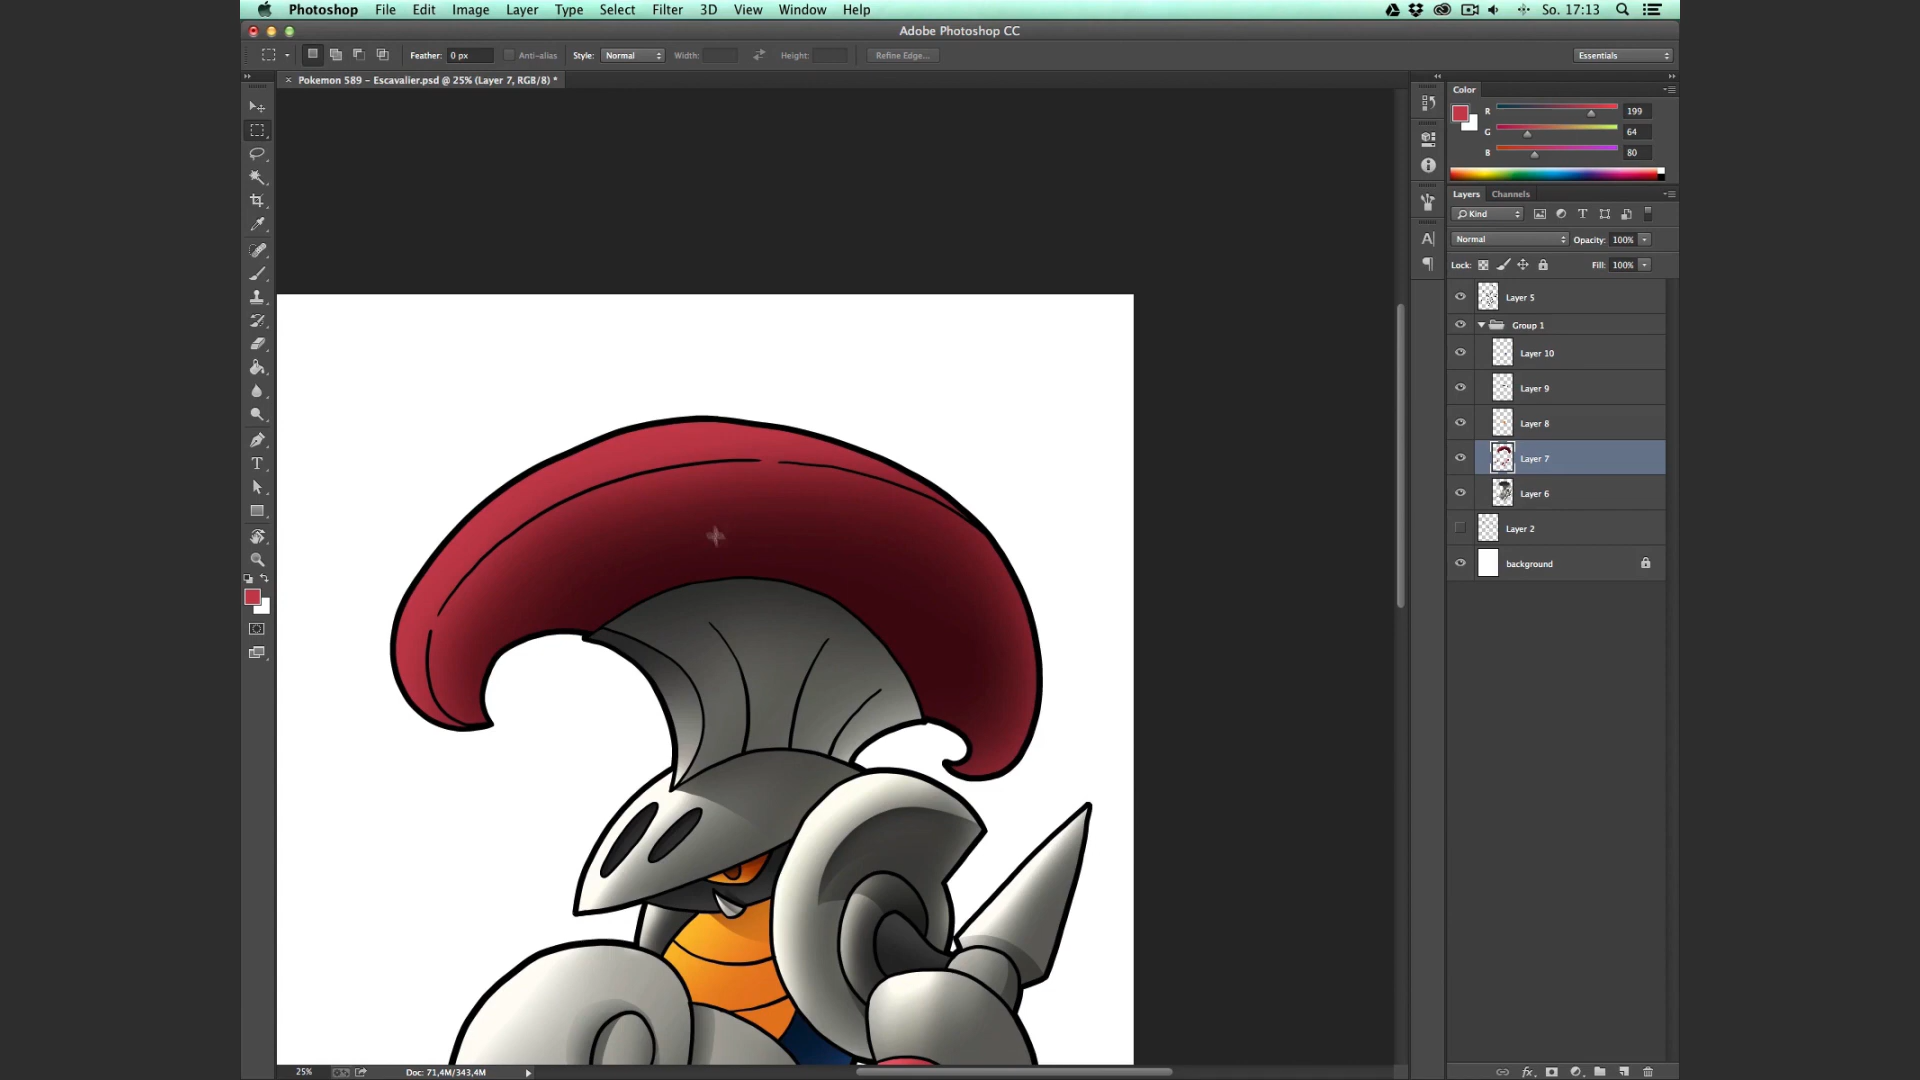 Photoshop File Edit Image Layer Type Select Filter 3D View Window Help So. 17:13
Adobe Photoshop CC
Feather: 0 px Anti-alias Style: Normal Width: Height: Refine Edge... Essentials
× Pokemon 589 - Escavalier.psd @ 25% (Layer 7, RGB/8) *
Color
R 199
G 64
B 80
Layers Channels
Kind
Normal Opacity: 100%
Lock: Fill: 100%
Layer 5
Group 1
Layer 10
Layer 9
Layer 8
Layer 7
Layer 6
Layer 2
background
25% Doc: 71,4M/343,4M